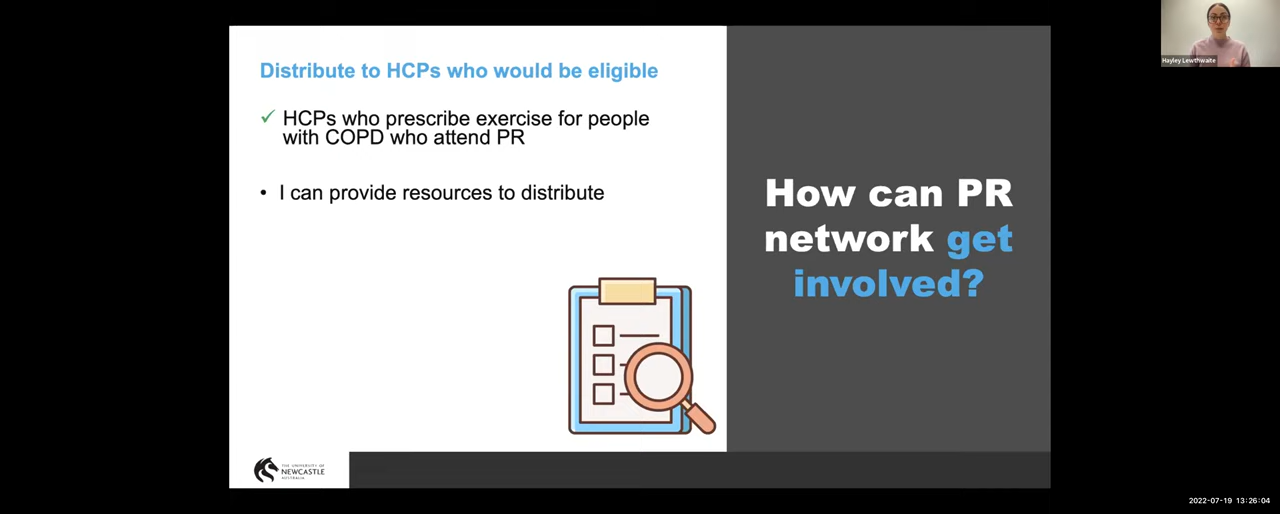 Distribute to HCPs who would be eligible
✓ HCPs who prescribe exercise for people
with COPD who attend PR
• I can provide resources to distribute
How can PR
network get
involved?
THE UNIVERSITY OF
NEWCASTLE
AUSTRALIA
Hayley Lewthwaite
2022-07-19 13:26:04